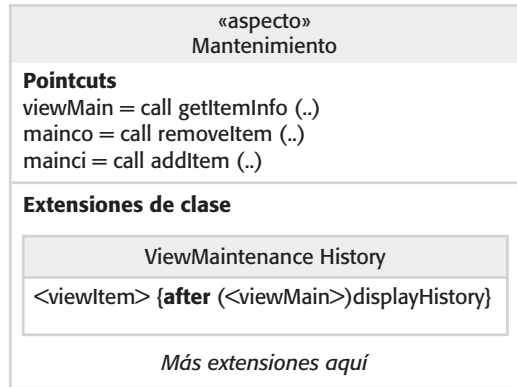 «aspecto»
Mantenimiento
Pointcuts
viewMain = call getItemInfo (..)
mainco = call removeItem (..)
mainci = call addItem (..)
Extensiones de clase
ViewMaintenance History
<viewItem> {after (<viewMain>)displayHistory}
Más extensiones aquí